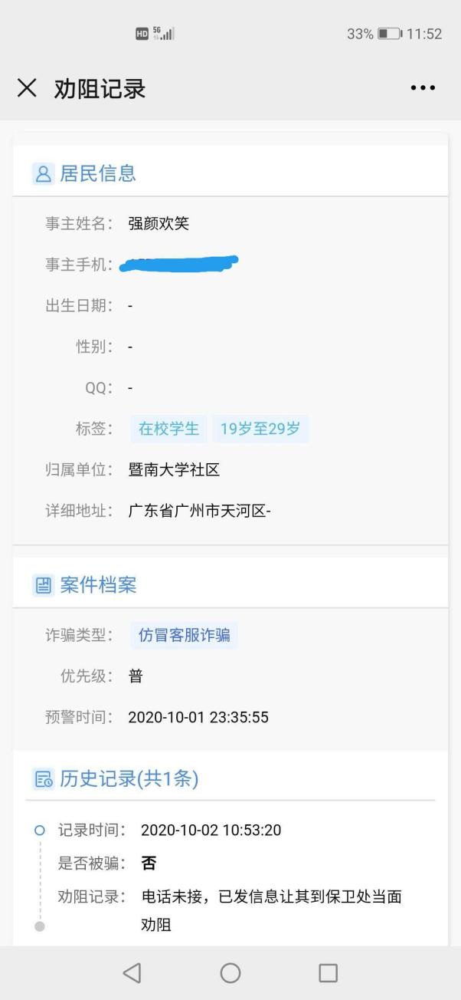 HD 5G 33% 11:52
劝阻记录
居民信息
事主姓名： 强颜欢笑
事主手机：
出生日期： -
性别： -
QQ： -
标签： 在校学生 19岁至29岁
归属单位： 暨南大学社区
详细地址： 广东省广州市天河区-
案件档案
诈骗类型： 仿冒客服诈骗
优先级： 普
预警时间： 2020-10-01 23:35:55
历史记录(共1条)
记录时间： 2020-10-02 10:53:20
是否被骗： 否
劝阻记录： 电话未接，已发信息让其到保卫处当面
劝阻